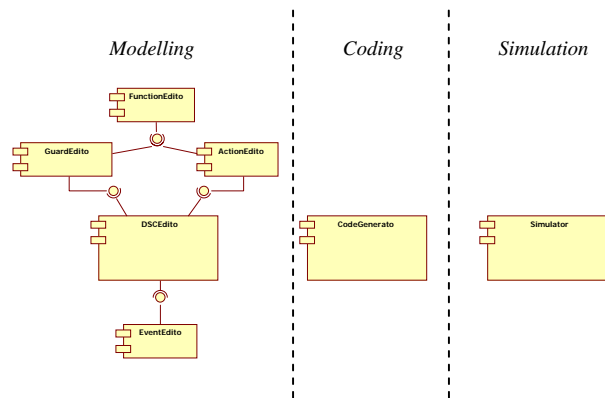 Modelling
Coding
Simulation
FunctionEdito
GuardEdito
ActionEdito
DSCEdito
CodeGenerato
Simulator
EventEdito